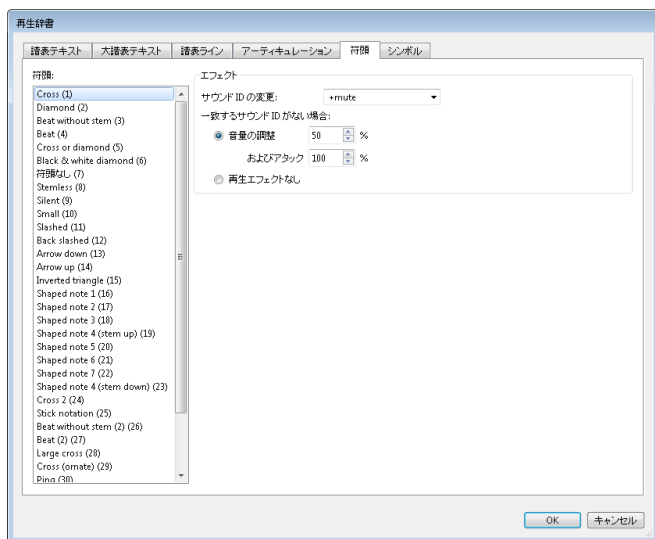 再生辞書
譜表テキスト 大譜表テキスト 譜表ライン アーティキュレーション 符頭 シンボル
符頭:
Cross (1)
Diamond (2)
Beat without stem (3)
Beat (4)
Cross or diamond (5)
Black & white diamond (6)
符頭なし (7)
Stemless (8)
Silent (9)
Small (10)
Slashed (11)
Back slashed (12)
Arrow down (13)
Arrow up (14)
Inverted triangle (15)
Shaped note 1 (16)
Shaped note 2 (17)
Shaped note 3 (18)
Shaped note 4 (stem up) (19)
Shaped note 5 (20)
Shaped note 6 (21)
Shaped note 7 (22)
Shaped note 4 (stem down) (23)
Cross 2 (24)
Stick notation (25)
Beat without stem (2) (26)
Beat (2) (27)
Large cross (28)
Cross (ornate) (29)
Ping (30)
エフェクト
サウンド ID の変更: +mute
一致するサウンド ID がない場合:
音量の調整 50 %
およびアタック 100 %
再生エフェクトなし
OK キャンセル